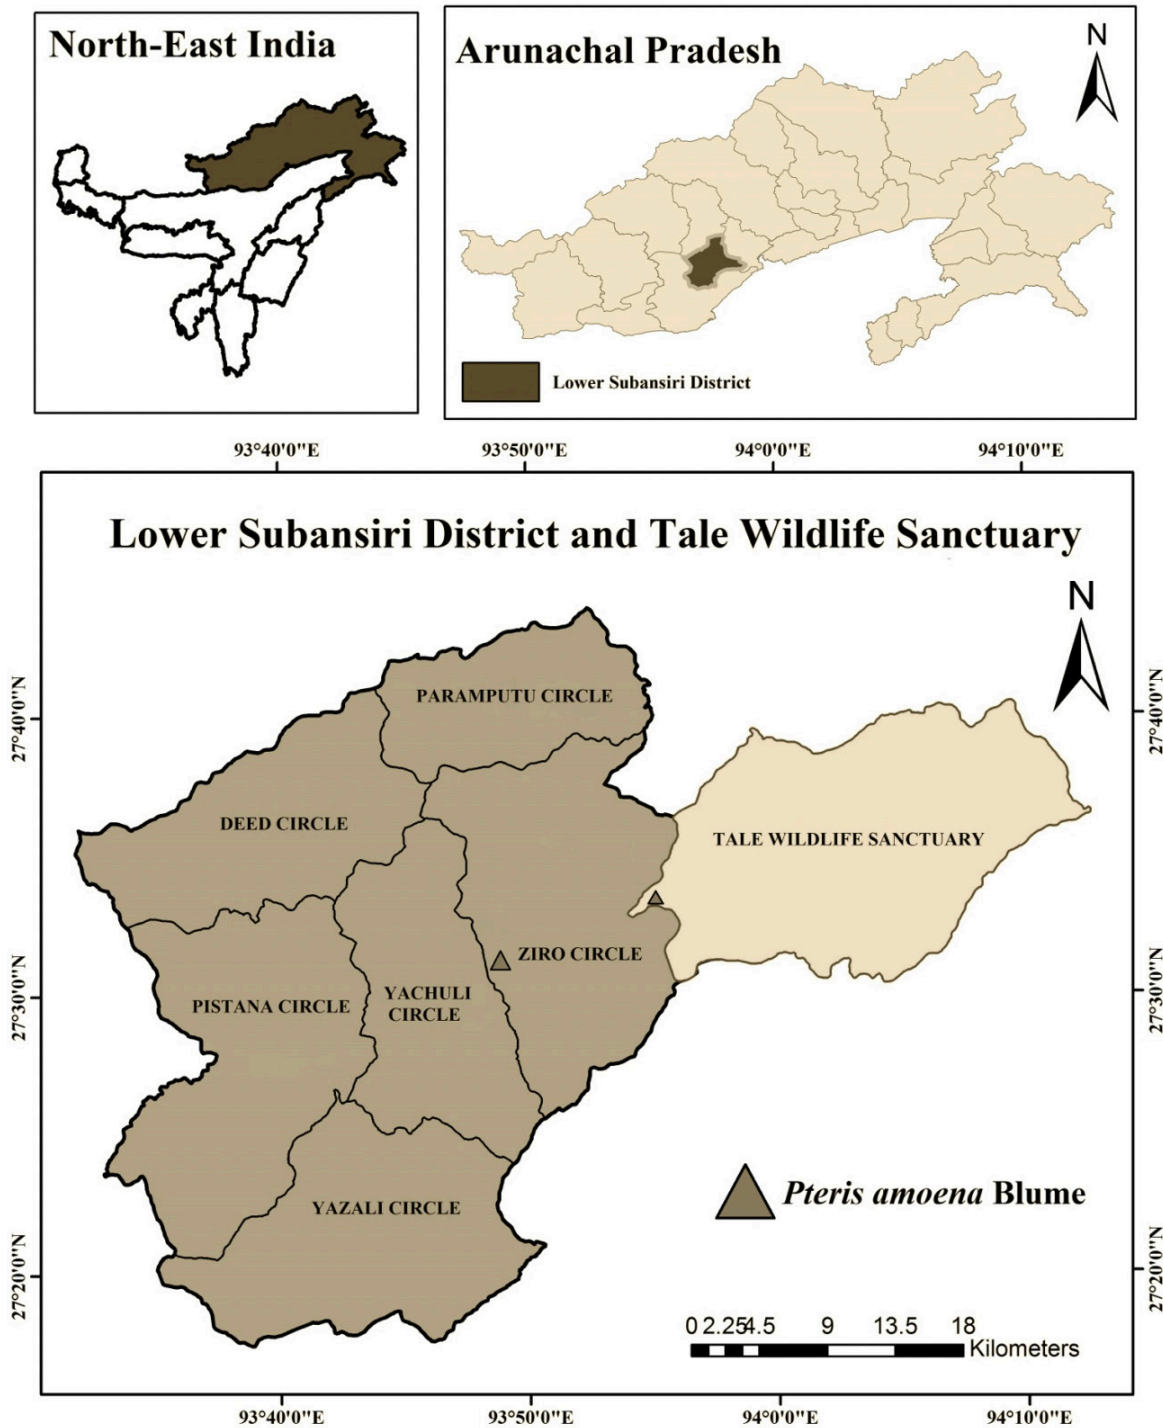 North-East India
Arunachal Pradesh
N
Lower Subansiri District
93°40'0"E 93°50'0"E 94°0'0"E 94°10'0"E
Lower Subansiri District and Tale Wildlife Sanctuary
N
27°40'0"N
27°40'0"N
PARAMPUTU CIRCLE
DEED CIRCLE
TALE WILDLIFE SANCTUARY
ZIRO CIRCLE
PISTANA CIRCLE
YACHULI
CIRCLE
27°30'0"N
27°30'0"N
YAZALI CIRCLE
Pteris amoena Blume
27°20'0"N
27°20'0"N
0 2.25 4.5 9 13.5 18
Kilometers
93°40'0"E 93°50'0"E 94°0'0"E 94°10'0"E